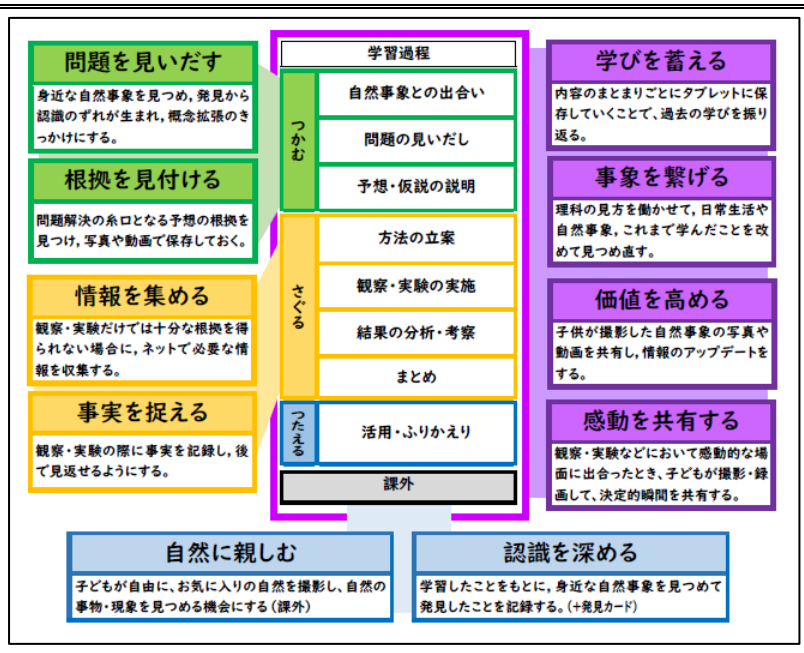 問題を見いだす
身近な自然事象を見つめ，発見から
認識のずれが生まれ，概念拡張のき
っかけにする。
根拠を見付ける
問題解決の糸口となる予想の根拠を
見つけ，写真や動画で保存しておく。
情報を集める
観察・実験だけでは十分な根拠を得
られない場合に，ネットで必要な情
報を収集する。
事実を捉える
観察・実験の際に事実を記録し，後
で見返せるようにする。
学習過程
つかむ
自然事象との出合い
問題の見いだし
予想・仮説の説明
さぐる
方法の立案
観察・実験の実施
結果の分析・考察
まとめ
つたえる
活用・ふりかえり
課外
学びを蓄える
内容のまとまりごとにタブレットに保
存していくことで、過去の学びを振り
返る。
事象を繋げる
理科の見方を働かせて，日常生活や
自然事象，これまで学んだことを改
めて見つめ直す。
価値を高める
子供が撮影した自然事象の写真や
動画を共有し，情報のアップデートを
する。
感動を共有する
観察・実験などにおいて感動的な場
面に出合ったとき，子どもが撮影・録
画して、決定的瞬間を共有する。
自然に親しむ
子どもが自由に、お気に入りの自然を撮影し、自然の
事物・現象を見つめる機会にする（課外）
認識を深める
学習したことをもとに，身近な自然事象を見つめて
発見したことを記録する。（+発見カード）